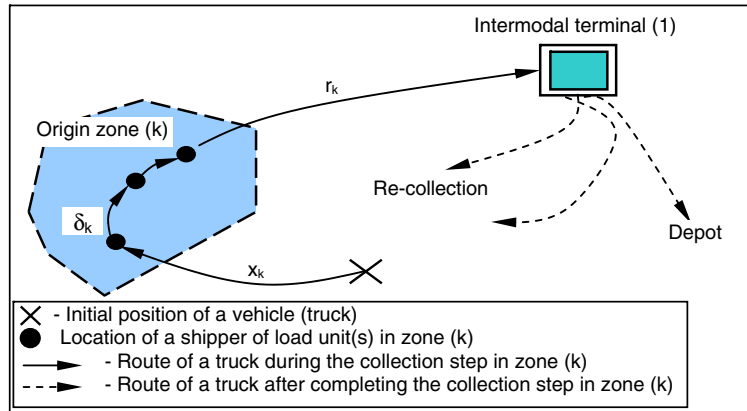 Intermodal terminal (1)
r_k
Origin zone (k)
Re-collection
δ_k
Depot
x_k
- Initial position of a vehicle (truck)
Location of a shipper of load unit(s) in zone (k)
- Route of a truck during the collection step in zone (k)
- Route of a truck after completing the collection step in zone (k)